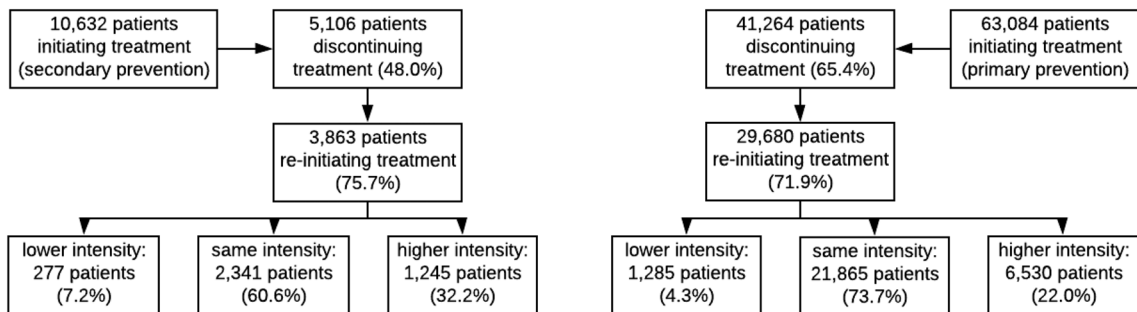 10,632 patients
initiating treatment
(secondary prevention)
5,106 patients
discontinuing
treatment (48.0%)
3,863 patients
re-initiating treatment
(75.7%)
lower intensity:
277 patients
(7.2%)
same intensity:
2,341 patients
(60.6%)
higher intensity:
1,245 patients
(32.2%)
41,264 patients
discontinuing
treatment (65.4%)
63,084 patients
initiating treatment
(primary prevention)
29,680 patients
re-initiating treatment
(71.9%)
lower intensity:
1,285 patients
(4.3%)
same intensity:
21,865 patients
(73.7%)
higher intensity:
6,530 patients
(22.0%)